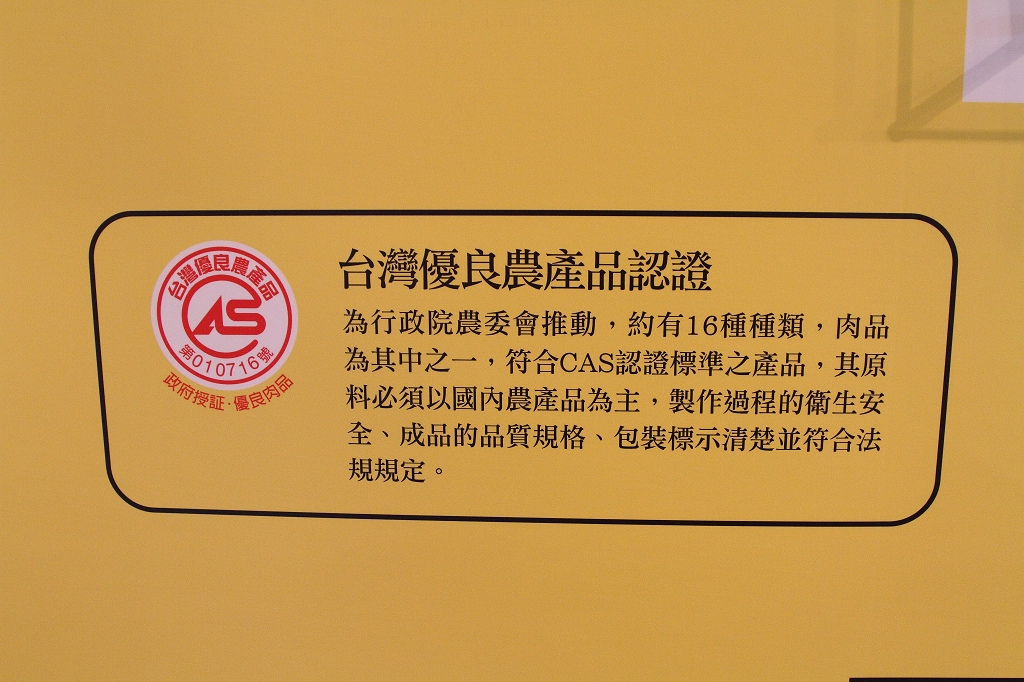 台灣優良農產品
CAS
第010716號
政府授証·優良肉品
台灣優良農產品認證
為行政院農委會推動，約有16種種類，肉品
為其中之一，符合CAS認證標準之產品，其原
料必須以國內農產品為主，製作過程的衛生安
全、成品的品質規格、包裝標示清楚並符合法
規規定。